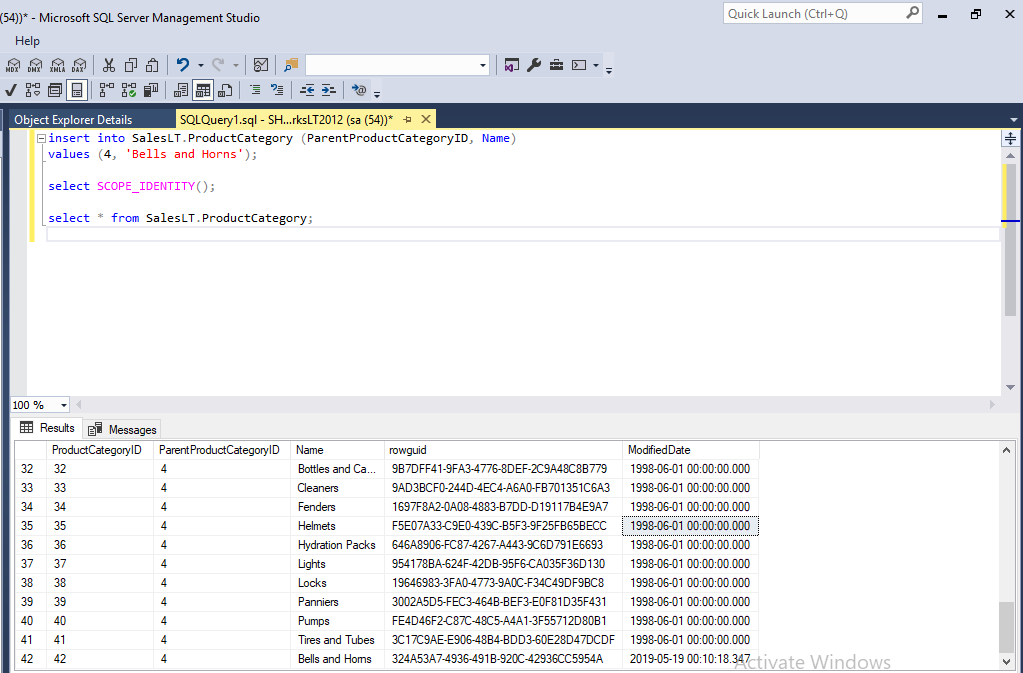 (54))* - Microsoft SQL Server Management Studio
Quick Launch (Ctrl+Q)
Help
MDX DMX XMLA DAX
Object Explorer Details
SQLQuery1.sql - SH...rksLT2012 (sa (54))*
insert into SalesLT.ProductCategory (ParentProductCategoryID, Name)
values (4, 'Bells and Horns');
select SCOPE_IDENTITY();
select * from SalesLT.ProductCategory;
100 %
Results Messages
ProductCategoryID ParentProductCategoryID Name rowguid ModifiedDate
32 32 4 Bottles and Ca... 9B7DFF41-9FA3-4776-8DEF-2C9A48C8B779 1998-06-01 00:00:00.000
33 33 4 Cleaners 9AD3BCF0-244D-4EC4-A6A0-FB701351C6A3 1998-06-01 00:00:00.000
34 34 4 Fenders 1697F8A2-0A08-4883-B7DD-D19117B4E9A7 1998-06-01 00:00:00.000
35 35 4 Helmets F5E07A33-C9E0-439C-B5F3-9F25FB65BECC 1998-06-01 00:00:00.000
36 36 4 Hydration Packs 646A8906-FC87-4267-A443-9C6D791E6693 1998-06-01 00:00:00.000
37 37 4 Lights 954178BA-624F-42DB-95F6-CA035F36D130 1998-06-01 00:00:00.000
38 38 4 Locks 19646983-3FA0-4773-9A0C-F34C49DF9BC8 1998-06-01 00:00:00.000
39 39 4 Panniers 3002A5D5-FEC3-464B-BEF3-E0F81D35F431 1998-06-01 00:00:00.000
40 40 4 Pumps FE4D46F2-C87C-48C5-A4A1-3F55712D80B1 1998-06-01 00:00:00.000
41 41 4 Tires and Tubes 3C17C9AE-E906-48B4-BDD3-60E28D47DCDF 1998-06-01 00:00:00.000
42 42 4 Bells and Horns 324A53A7-4936-491B-920C-42936CC5954A 2019-05-19 00:10:18.347
Activate Windows